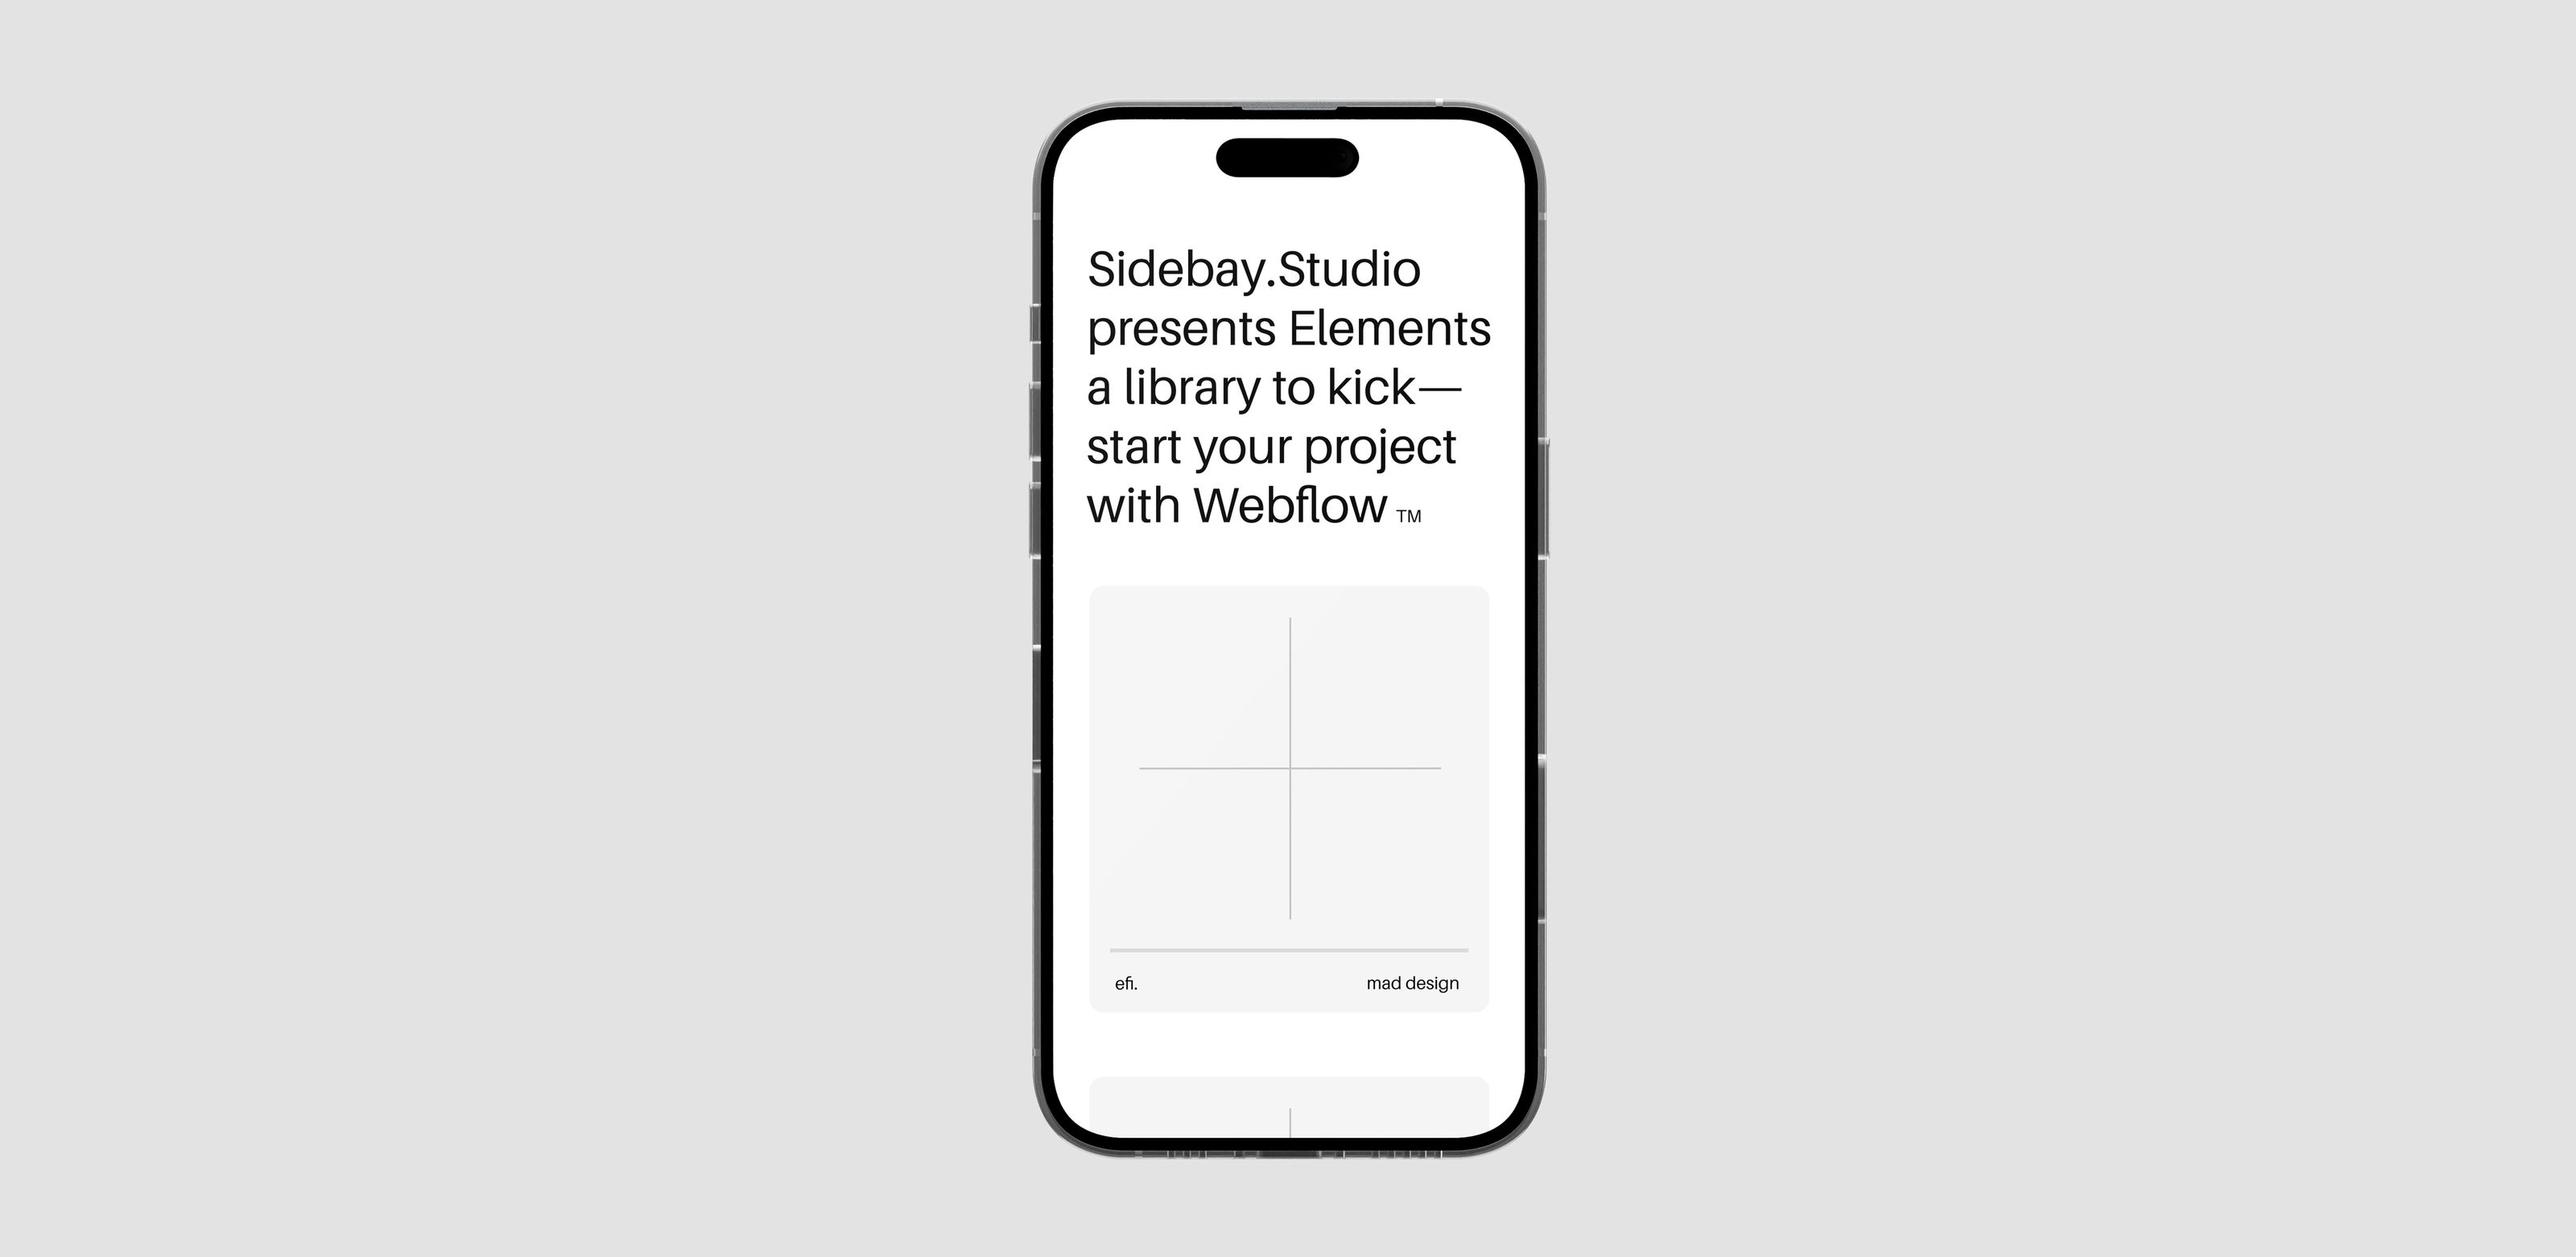 Sidebay.Studio
presents Elements
a library to kick—
start your project
with Webflow ™
efi.
mad design